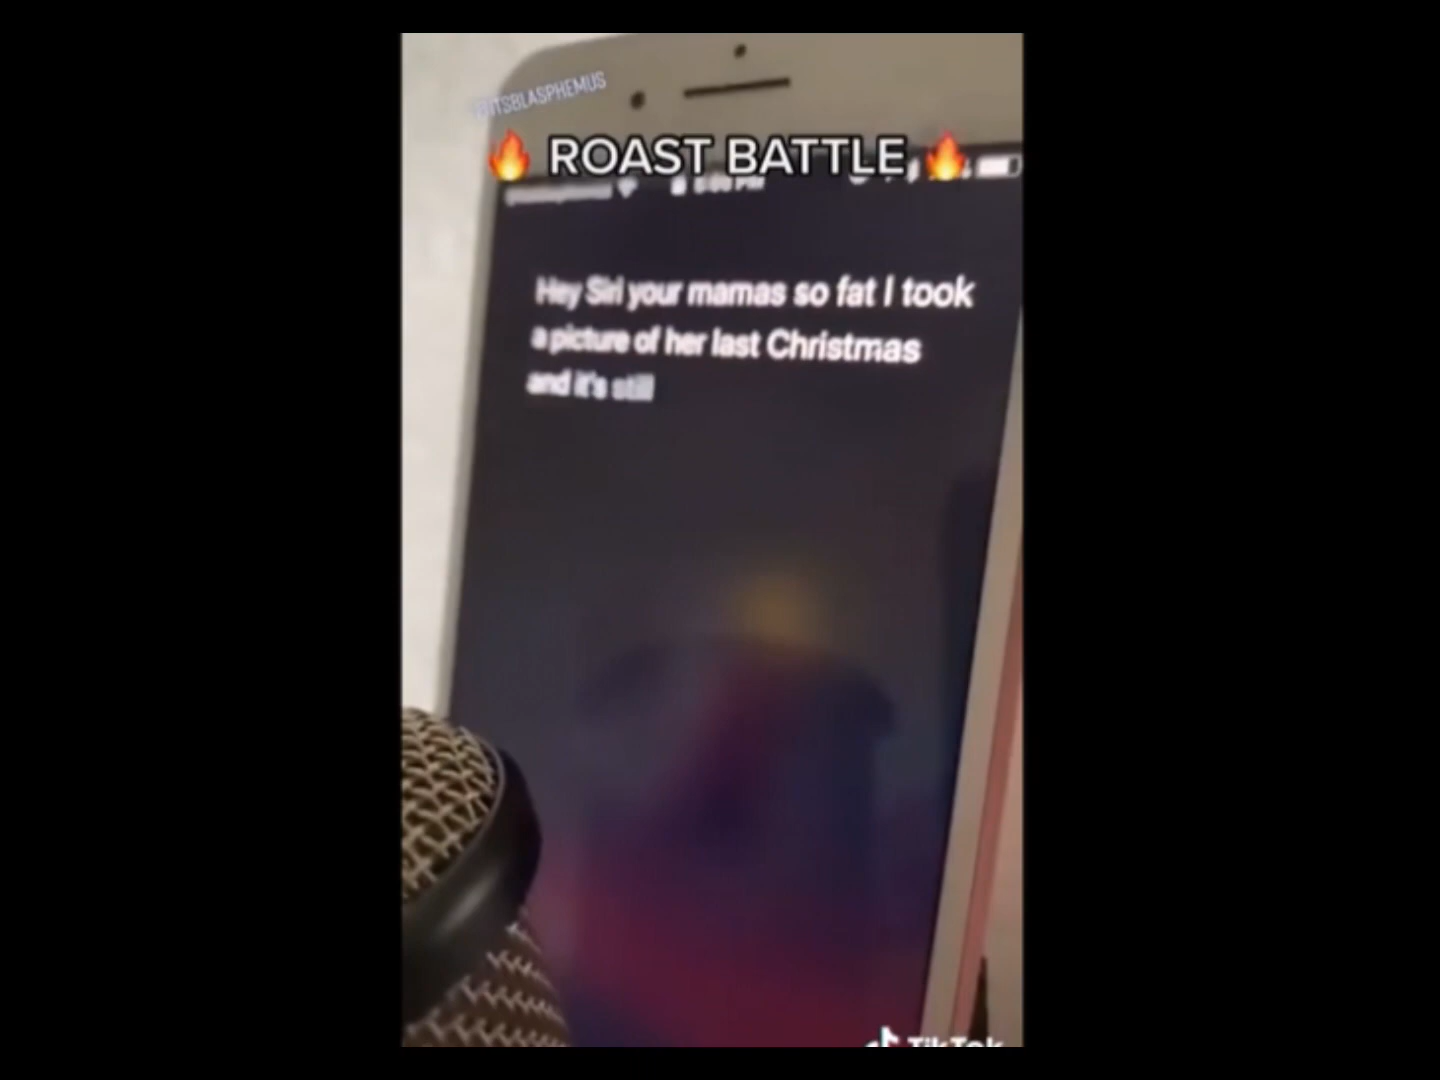 ITSBLASPHEMUS
🔥 ROAST BATTLE 🔥
Hey Siri your mamas so fat I took
a picture of her last Christmas
and it's still
TikTok